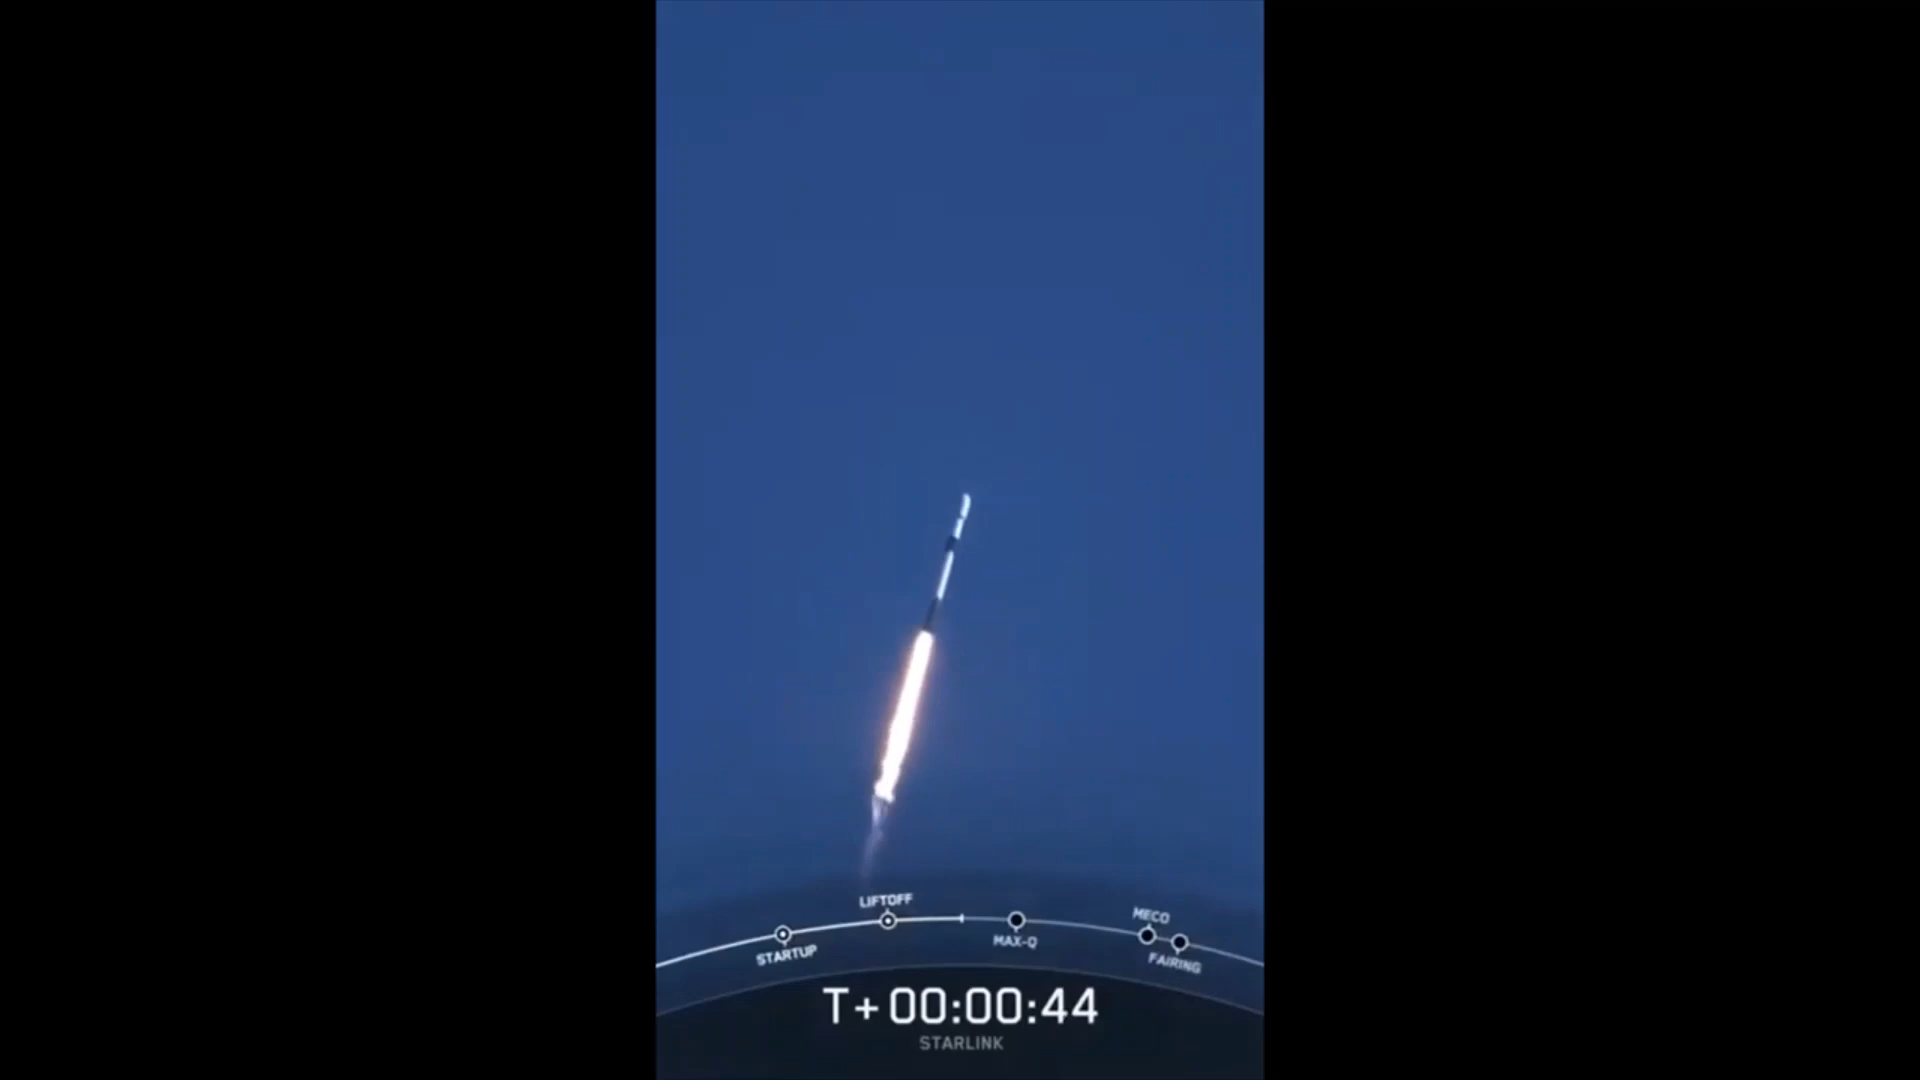 LIFTOFF
MECO
STARTUP
MAX-Q
FAIRING
T+00:00:44
STARLINK